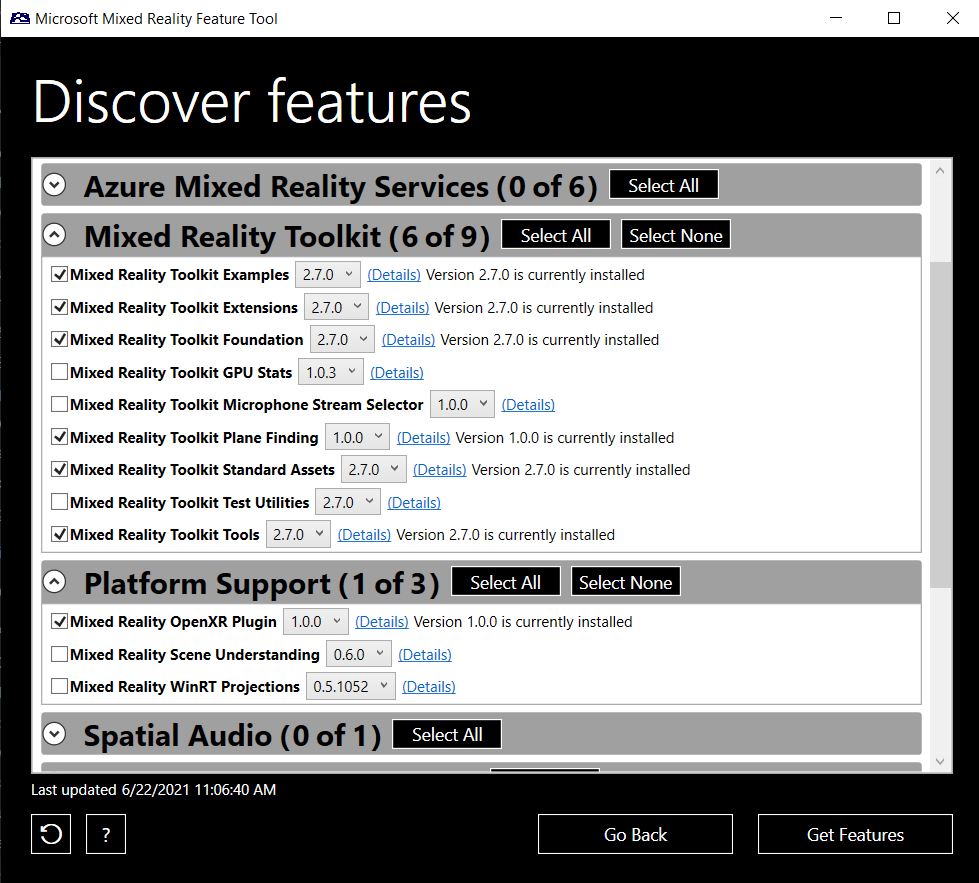 Microsoft Mixed Reality Feature Tool
Discover features
Azure Mixed Reality Services (0 of 6) Select All
Mixed Reality Toolkit (6 of 9) Select All Select None
Mixed Reality Toolkit Examples 2.7.0 (Details) Version 2.7.0 is currently installed
Mixed Reality Toolkit Extensions 2.7.0 (Details) Version 2.7.0 is currently installed
Mixed Reality Toolkit Foundation 2.7.0 (Details) Version 2.7.0 is currently installed
Mixed Reality Toolkit GPU Stats 1.0.3 (Details)
Mixed Reality Toolkit Microphone Stream Selector 1.0.0 (Details)
Mixed Reality Toolkit Plane Finding 1.0.0 (Details) Version 1.0.0 is currently installed
Mixed Reality Toolkit Standard Assets 2.7.0 (Details) Version 2.7.0 is currently installed
Mixed Reality Toolkit Test Utilities 2.7.0 (Details)
Mixed Reality Toolkit Tools 2.7.0 (Details) Version 2.7.0 is currently installed
Platform Support (1 of 3) Select All Select None
Mixed Reality OpenXR Plugin 1.0.0 (Details) Version 1.0.0 is currently installed
Mixed Reality Scene Understanding 0.6.0 (Details)
Mixed Reality WinRT Projections 0.5.1052 (Details)
Spatial Audio (0 of 1) Select All
Last updated 6/22/2021 11:06:40 AM
? Go Back Get Features